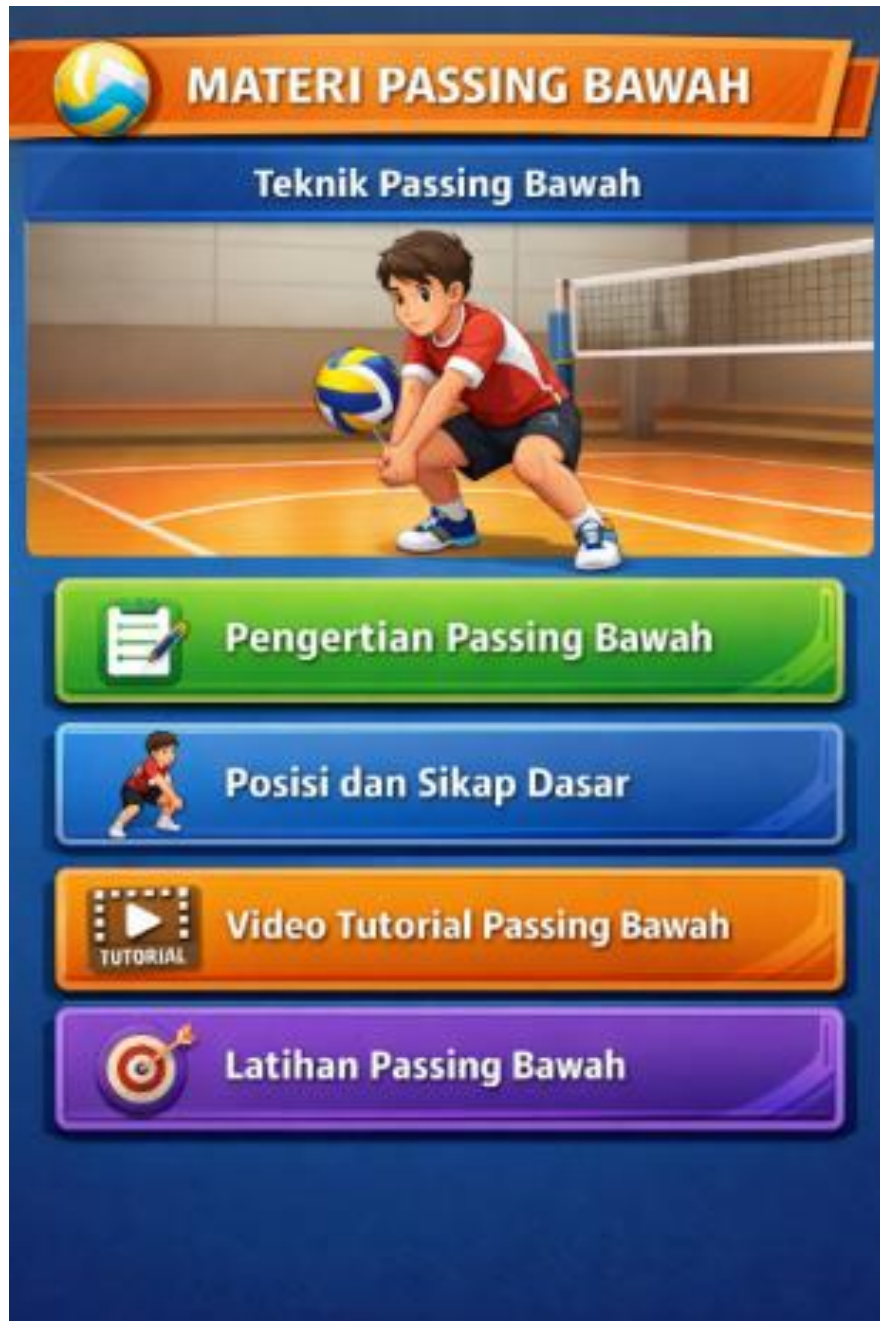 MATERI PASSING BAWAH
Teknik Passing Bawah
Pengertian Passing Bawah
Posisi dan Sikap Dasar
TUTORIAL
Video Tutorial Passing Bawah
Latihan Passing Bawah